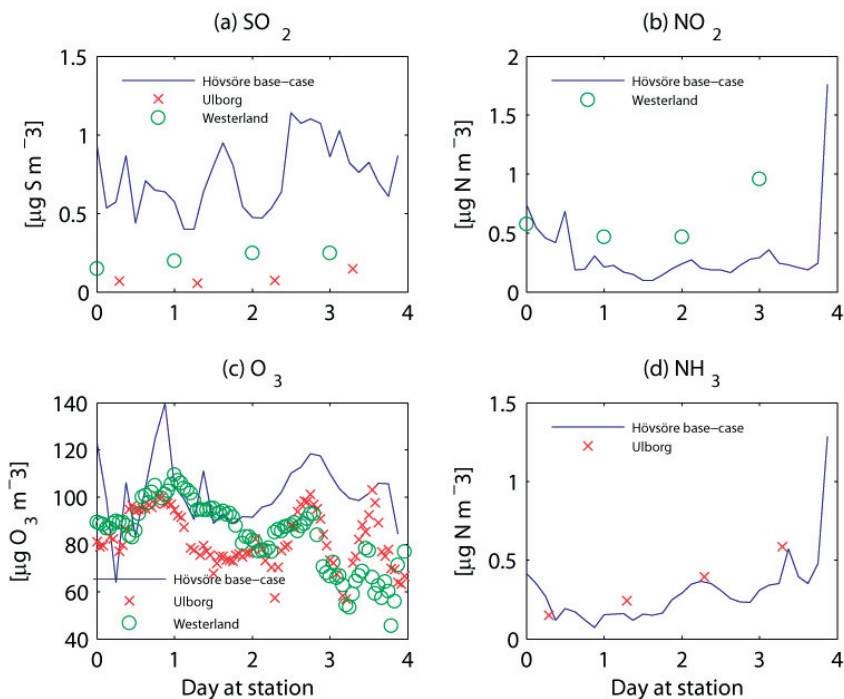 (a) SO 2
(b) NO 2
1.5
1
0.5
0
[µg S m ¯3]
Hövsöre base−case
Ulborg
Westerland
0 1 2 3 4
2
1.5
1
0.5
0
[µg N m ¯3]
Hövsöre base−case
Westerland
0 1 2 3 4
(c) O 3
(d) NH 3
140
120
100
80
60
40
[µg O3 m ¯3]
Hövsöre base−case
Ulborg
Westerland
0 1 2 3 4
Day at station
1.5
1
0.5
0
[µg N m ¯3]
Hövsöre base−case
Ulborg
0 1 2 3 4
Day at station